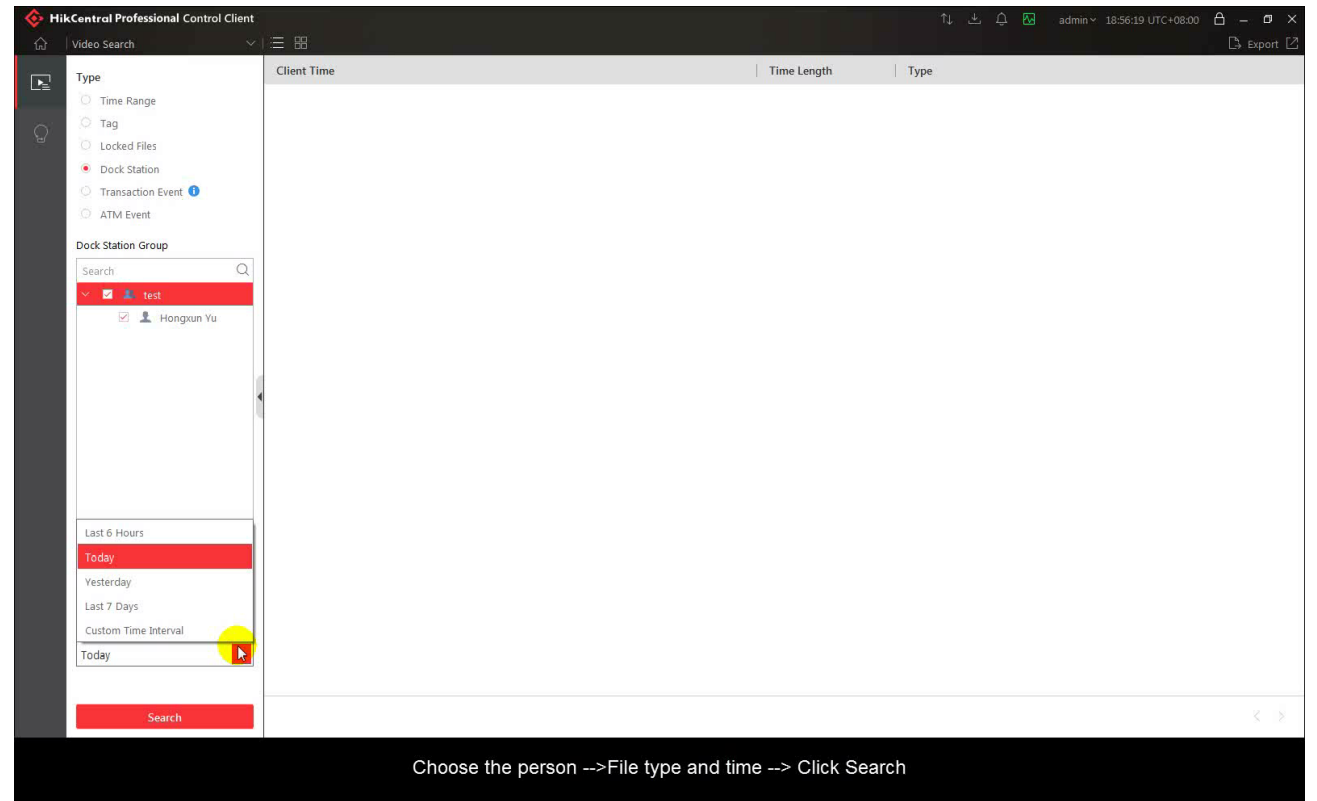 HikCentral Professional Control Client
admin 18:56:19 UTC+08:00
Video Search
Export
Type
Time Range
Tag
Locked Files
Dock Station
Transaction Event
ATM Event
Dock Station Group
Search
test
Hongxun Yu
Last 6 Hours
Today
Yesterday
Last 7 Days
Custom Time Interval
Today
Search
Client Time Time Length Type
Choose the person -->File type and time --> Click Search